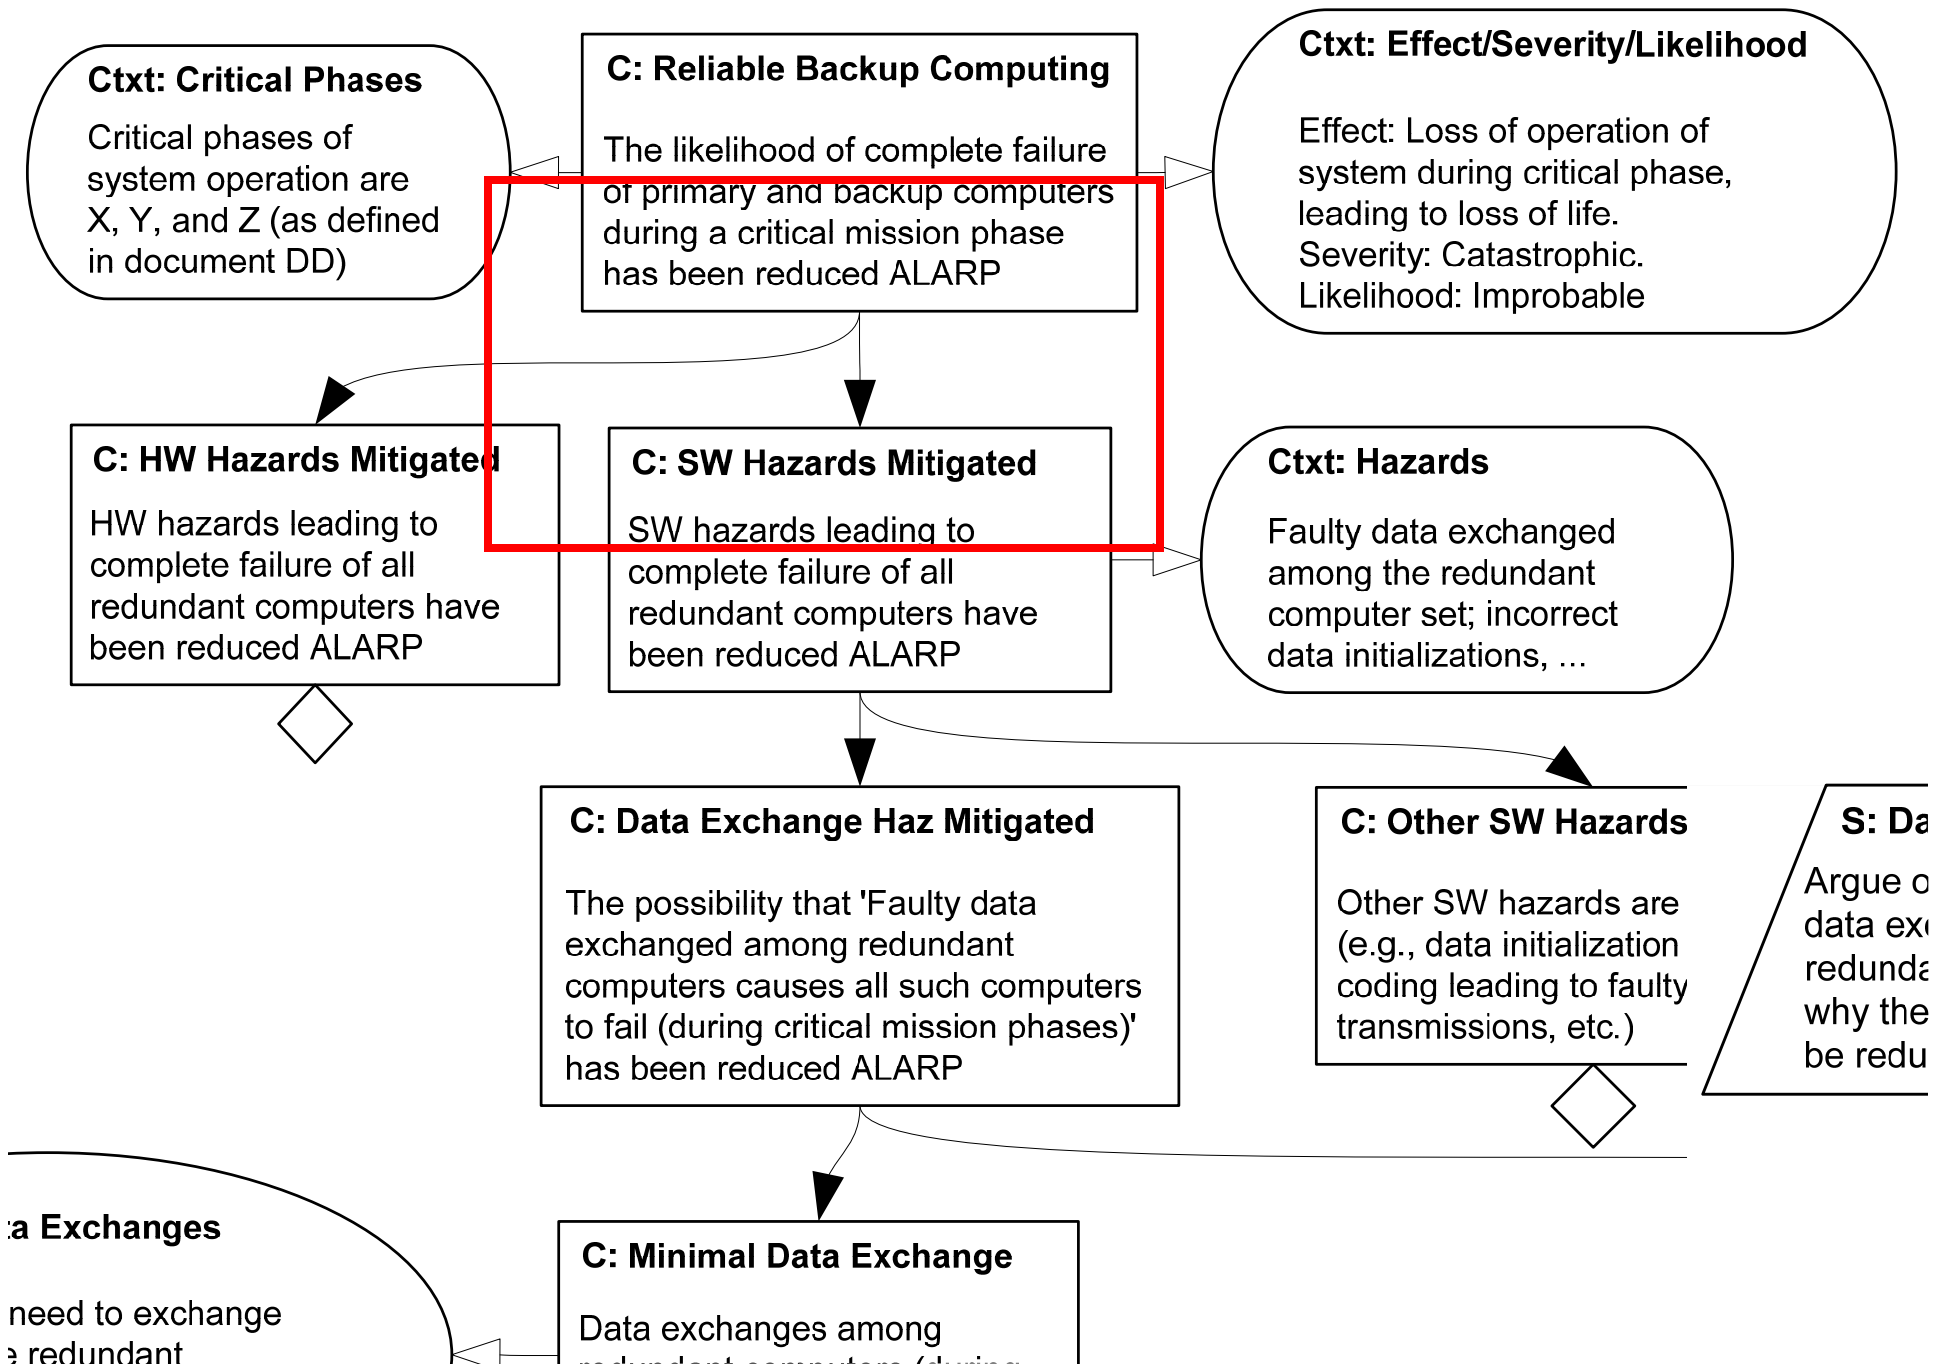 Ctxt: Critical Phases
Critical phases of
system operation are
X, Y, and Z (as defined
in document DD)
C: Reliable Backup Computing
The likelihood of complete failure
of primary and backup computers
during a critical mission phase
has been reduced ALARP
Ctxt: Effect/Severity/Likelihood
Effect: Loss of operation of
system during critical phase,
leading to loss of life.
Severity: Catastrophic.
Likelihood: Improbable
C: HW Hazards Mitigated
HW hazards leading to
complete failure of all
redundant computers have
been reduced ALARP
C: SW Hazards Mitigated
SW hazards leading to
complete failure of all
redundant computers have
been reduced ALARP
Ctxt: Hazards
Faulty data exchanged
among the redundant
computer set; incorrect
data initializations, ...
C: Data Exchange Haz Mitigated
The possibility that 'Faulty data
exchanged among redundant
computers causes all such computers
to fail (during critical mission phases)'
has been reduced ALARP
C: Other SW Hazards
Other SW hazards are
(e.g., data initialization
coding leading to faulty
transmissions, etc.)
S: Da
Argue o
data ex
redunda
why the
be redu
a Exchanges
need to exchange
redundant
C: Minimal Data Exchange
Data exchanges among
redundant computers (during